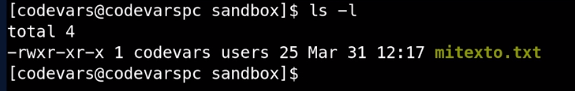 [codevars@codevarspc sandbox]$ ls -l
total 4
-rwxr-xr-x 1 codevars users 25 Mar 31 12:17 mitexto.txt
[codevars@codevarspc sandbox]$